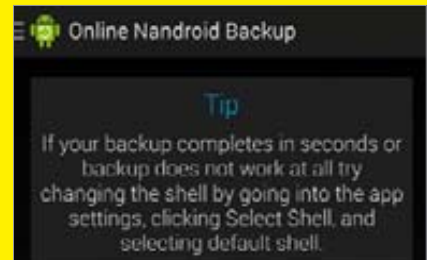 Online Nandroid Backup
Tip
If your backup completes in seconds or
backup does not work at all try
changing the shell by going into the app
settings, clicking Select Shell, and
selecting default shell.